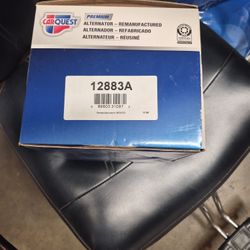 CARQUEST
PREMIUM
ALTERNATOR – REMANUFACTURED
ALTERNADOR – REFABRICADO
ALTERNATEUR – RÉUSINÉ
12883A